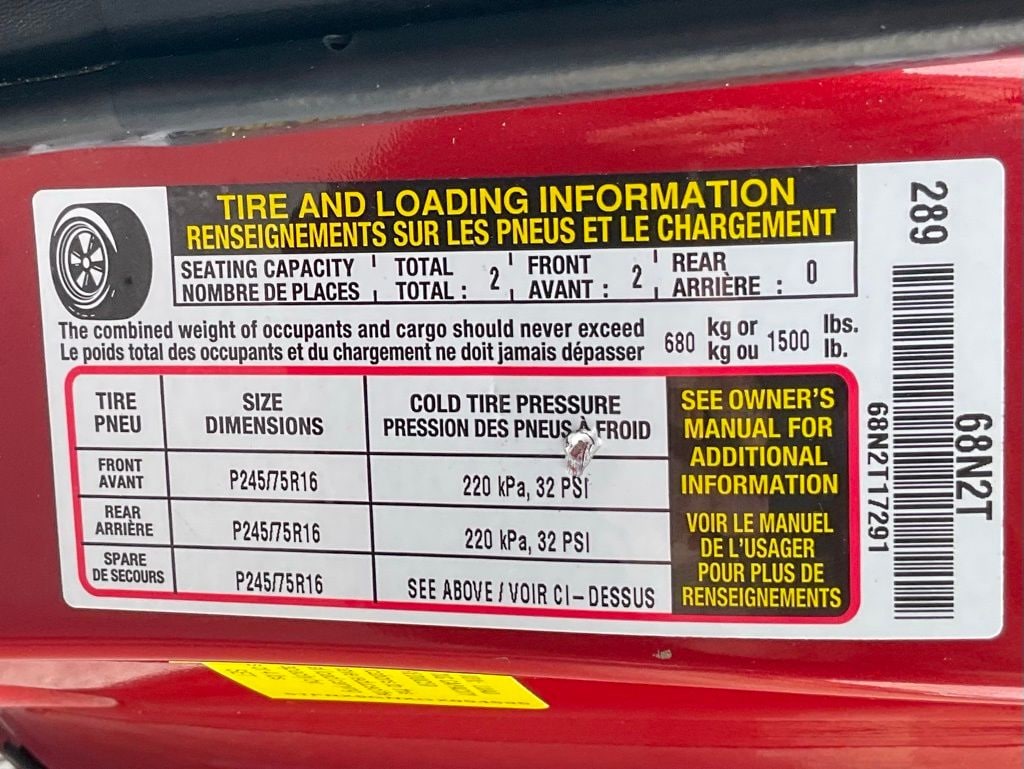 TIRE AND LOADING INFORMATION
RENSEIGNEMENTS SUR LES PNEUS ET LE CHARGEMENT
SEATING CAPACITY TOTAL 2 FRONT 2 REAR 0
NOMBRE DE PLACES TOTAL : AVANT : ARRIÈRE :
The combined weight of occupants and cargo should never exceed 680 kg or 1500 lbs.
Le poids total des occupants et du chargement ne doit jamais dépasser kg ou lb.
TIRE SIZE COLD TIRE PRESSURE
PNEU DIMENSIONS PRESSION DES PNEUS À FROID
FRONT
AVANT P245/75R16 220 kPa, 32 PSI
REAR
ARRIÈRE P245/75R16 220 kPa, 32 PSI
SPARE
DE SECOURS P245/75R16 SEE ABOVE / VOIR CI-DESSUS
SEE OWNER'S
MANUAL FOR
ADDITIONAL
INFORMATION
VOIR LE MANUEL
DE L'USAGER
POUR PLUS DE
RENSEIGNEMENTS
289
68N2T17291
68N2T